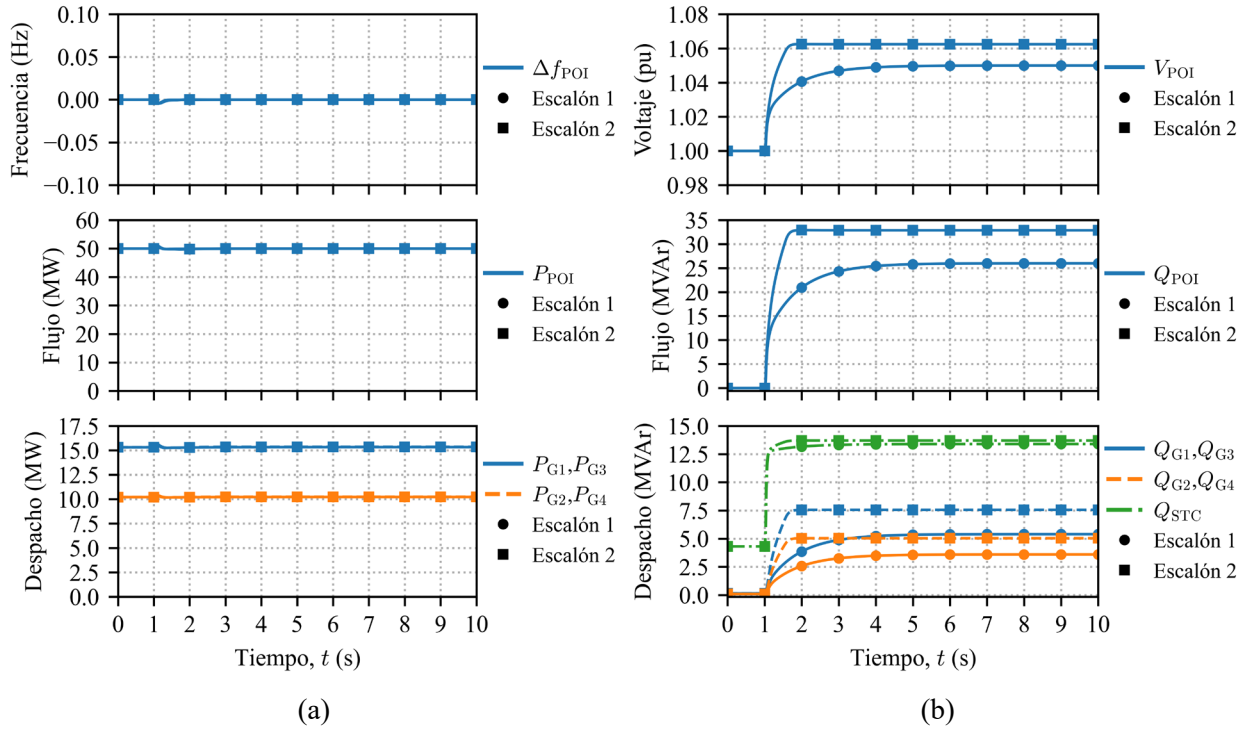 Frecuencia (Hz)
0.10
0.05
0.00
−0.05
−0.10
Δf_POI
Escalón 1
Escalón 2
Flujo (MW)
60
50
40
30
20
10
0
P_POI
Escalón 1
Escalón 2
Despacho (MW)
17.5
15.0
12.5
10.0
7.5
5.0
2.5
0.0
P_G1,P_G3
P_G2,P_G4
Escalón 1
Escalón 2
0 1 2 3 4 5 6 7 8 9 10
Tiempo, t (s)
(a)
Voltaje (pu)
1.06
1.04
1.02
1.00
0.98
V_POI
Escalón 1
Escalón 2
Flujo (MVAr)
35
30
25
20
15
10
5
0
Q_POI
Escalón 1
Escalón 2
Despacho (MVAr)
15.0
12.5
10.0
7.5
5.0
2.5
0.0
Q_G1,Q_G3
Q_G2,Q_G4
Q_STC
Escalón 1
Escalón 2
0 1 2 3 4 5 6 7 8 9 10
Tiempo, t (s)
(b)